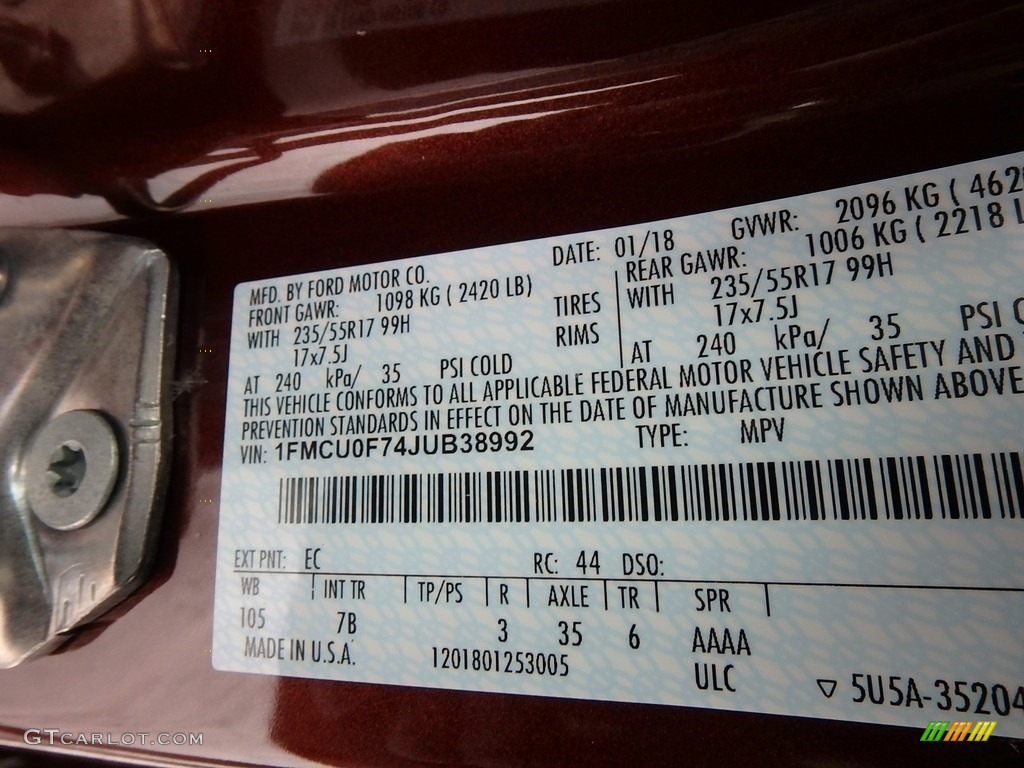 MFD. BY FORD MOTOR CO. DATE: 01/18 GVWR: 2096 KG ( 4620
FRONT GAWR: 1098 KG ( 2420 LB) REAR GAWR: 1006 KG ( 2218 L
WITH 235/55R17 99H TIRES WITH 235/55R17 99H
17x7.5J RIMS 17x7.5J
AT 240 kPa/ 35 PSI COLD AT 240 kPa/ 35 PSI C
THIS VEHICLE CONFORMS TO ALL APPLICABLE FEDERAL MOTOR VEHICLE SAFETY AND
PREVENTION STANDARDS IN EFFECT ON THE DATE OF MANUFACTURE SHOWN ABOVE
VIN: 1FMCU0F74JUB38992 TYPE: MPV
EXT PNT: EC RC: 44 DSO:
WB INT TR TP/PS R AXLE TR SPR
105 7B 3 35 6 AAAA
MADE IN U.S.A. 1201801253005 ULC
▽ 5U5A-35204
GTCARLOT.COM